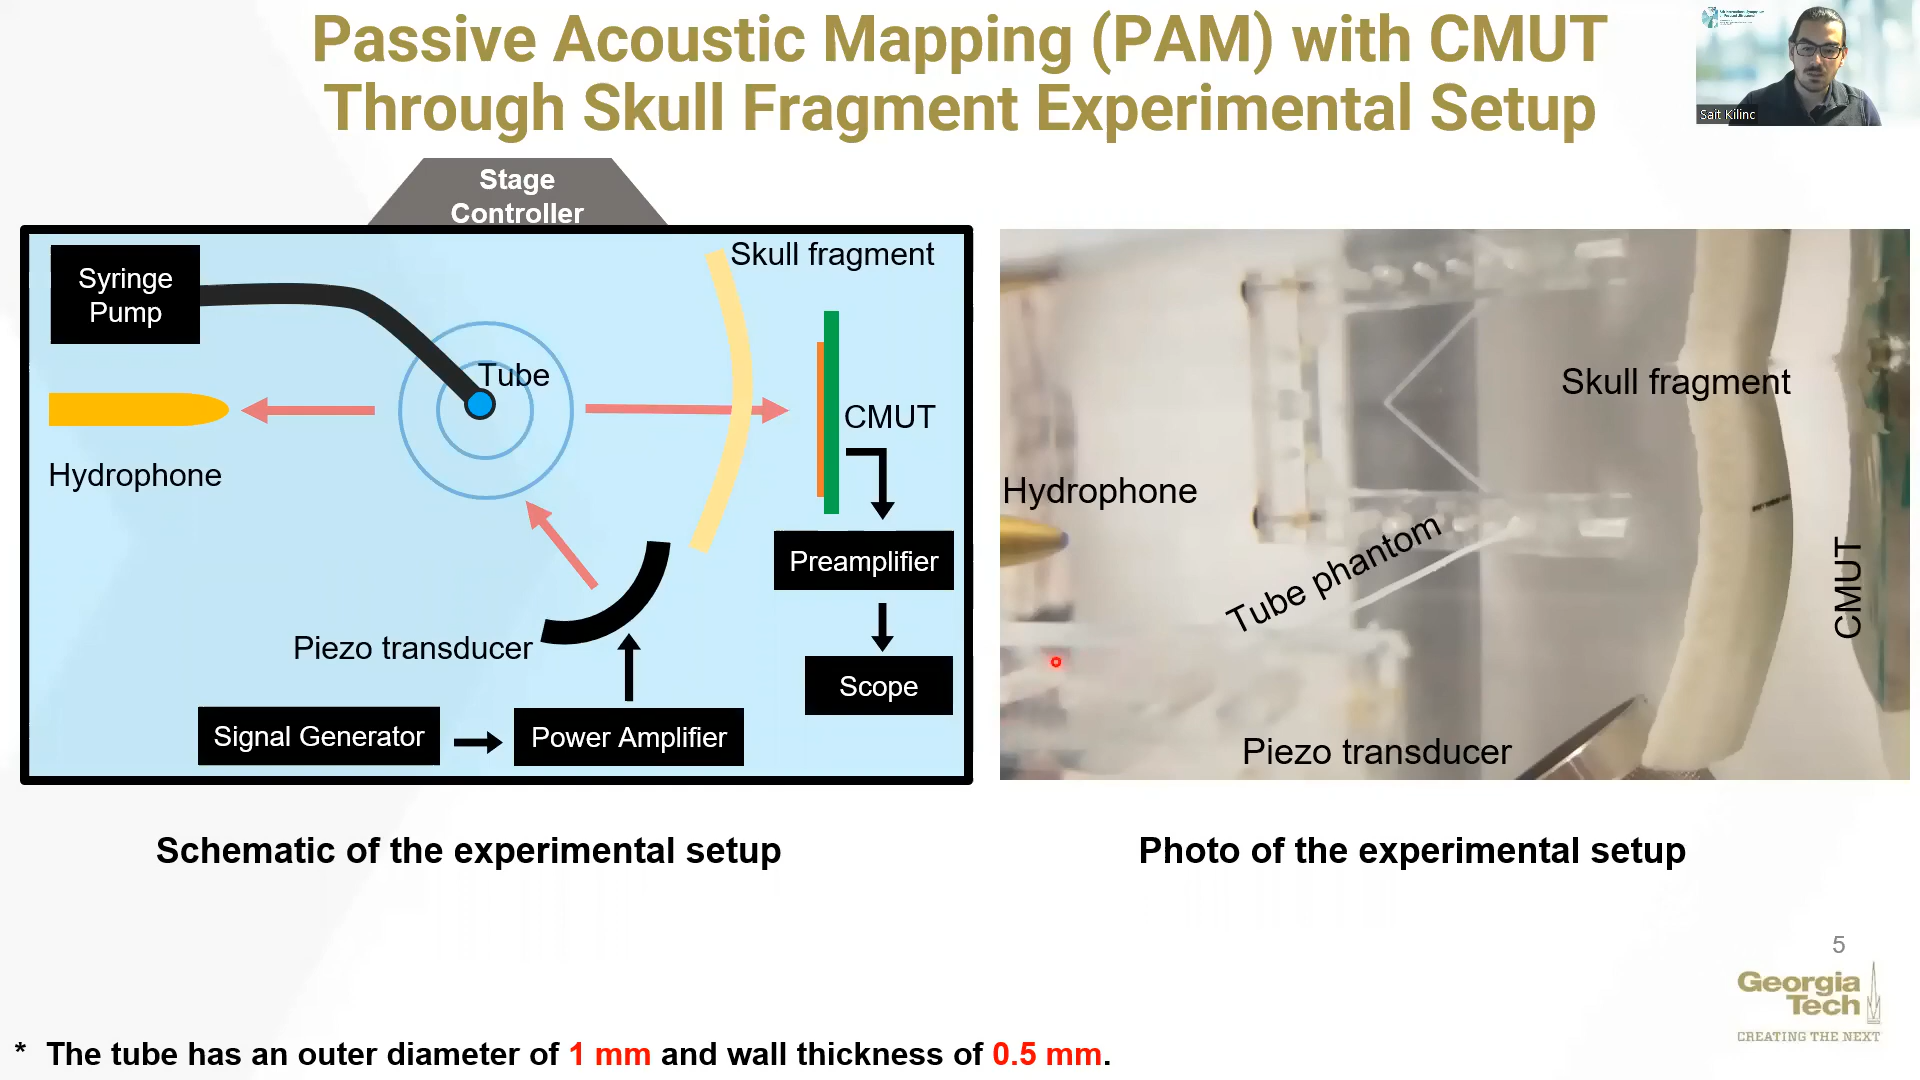 Passive Acoustic Mapping (PAM) with CMUT
Through Skull Fragment Experimental Setup
Sait Kilinc
Stage
Controller
Syringe
Pump
Skull fragment
Tube
CMUT
Hydrophone
Preamplifier
Piezo transducer
Scope
Signal Generator
Power Amplifier
Skull fragment
Hydrophone
Tube phantom
CMUT
Piezo transducer
Schematic of the experimental setup
Photo of the experimental setup
5
Georgia
Tech
CREATING THE NEXT
* The tube has an outer diameter of 1 mm and wall thickness of 0.5 mm.